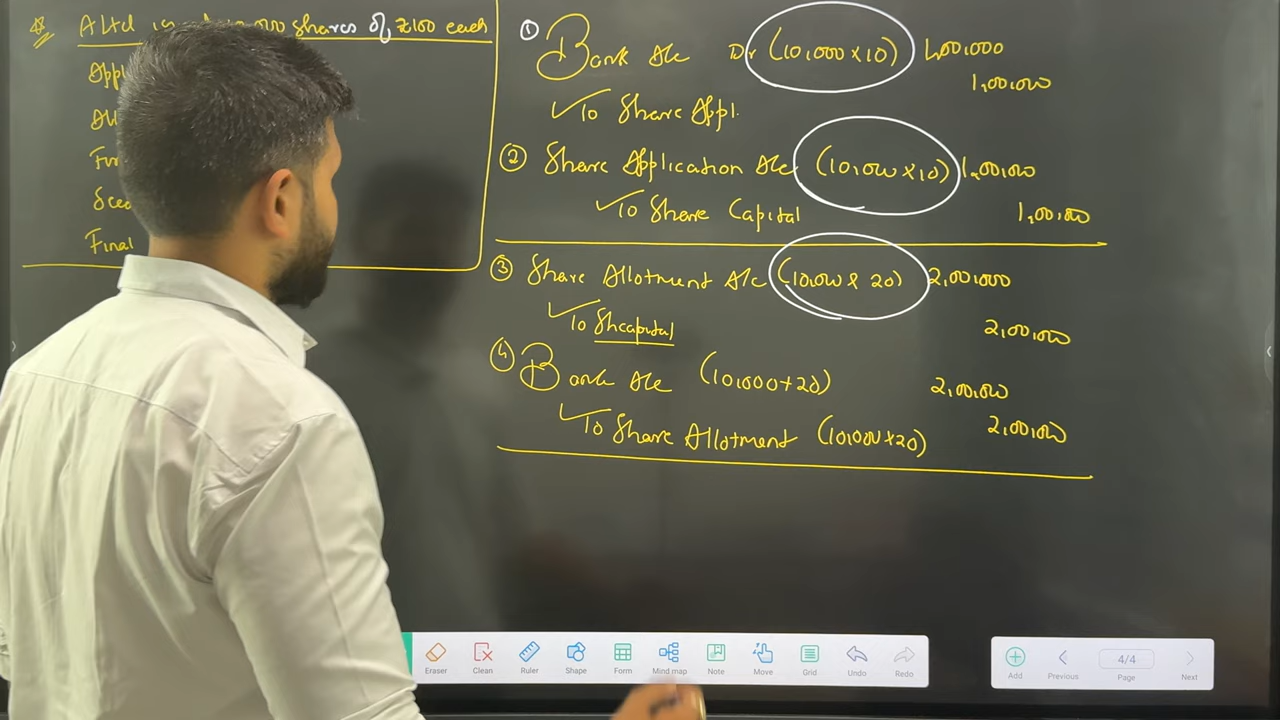 A Ltd 000 shares of ₹100 each
Appl
All
Fir
Seco
Final
① Bank A/c Dr (10,000 x 10) 1,00,000
1,00,000
To Share Appl.
② Share Application A/c (10,000 x 10) 1,00,000
To Share Capital 1,00,000
③ Share Allotment A/c (10,000 x 20) 2,00,000
To Shcapital 2,00,000
④ Bank A/c (10,000 x 20) 2,00,000
To Share Allotment (10,000 x 20) 2,00,000
Eraser Clean Ruler Shape Form Mind map Note Move Grid Undo Redo
Add Previous 4/4 Page Next